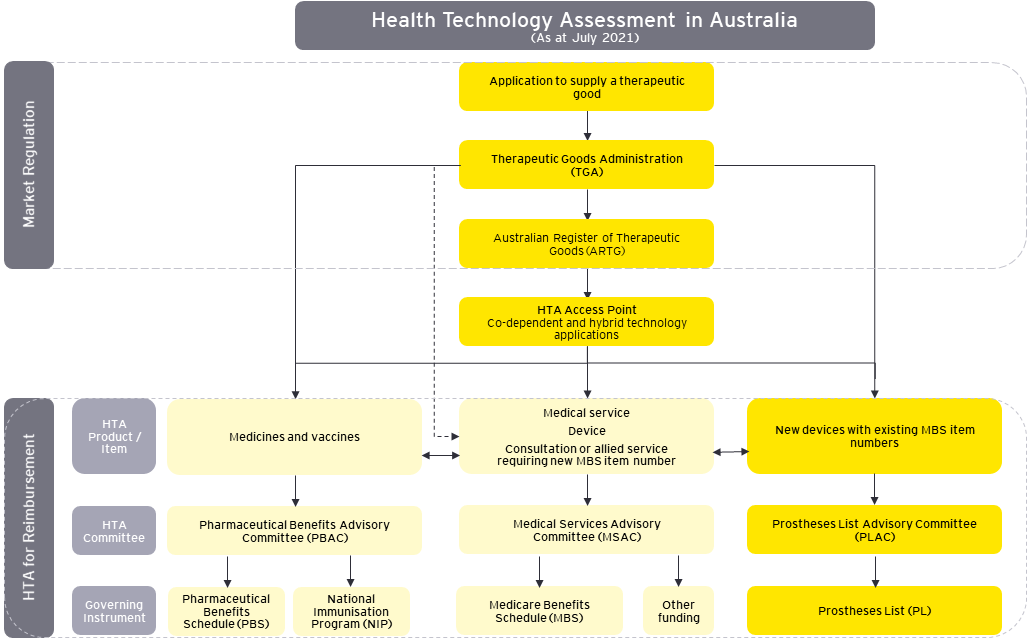 Health Technology Assessment in Australia
(As at July 2021)
Market Regulation
Application to supply a therapeutic
good
Therapeutic Goods Administration
(TGA)
Australian Register of Therapeutic
Goods (ARTG)
HTA Access Point
Co-dependent and hybrid technology
applications
HTA for Reimbursement
HTA
Product /
Item
Medicines and vaccines
Medical service
Device
Consultation or allied service
requiring new MBS item number
New devices with existing MBS item
numbers
HTA
Committee
Pharmaceutical Benefits Advisory
Committee (PBAC)
Medical Services Advisory
Committee (MSAC)
Prostheses List Advisory Committee
(PLAC)
Governing
Instrument
Pharmaceutical
Benefits
Schedule (PBS)
National
Immunisation
Program (NIP)
Medicare Benefits
Schedule (MBS)
Other
funding
Prostheses List (PL)